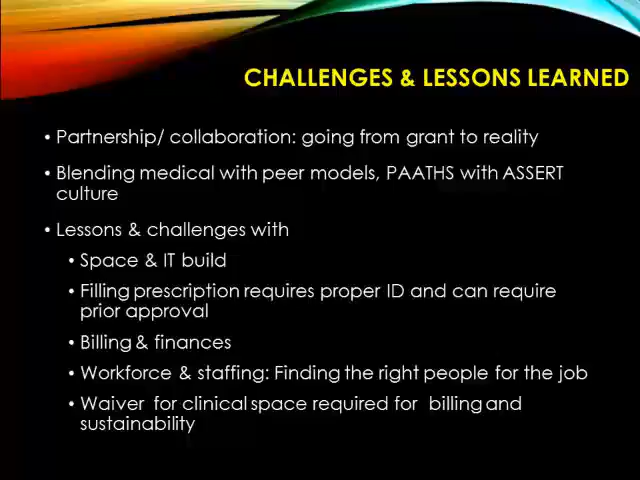 CHALLENGES & LESSONS LEARNED
• Partnership/ collaboration: going from grant to reality
• Blending medical with peer models, PAATHS with ASSERT
culture
• Lessons & challenges with
• Space & IT build
• Filling prescription requires proper ID and can require
prior approval
• Billing & finances
• Workforce & staffing: Finding the right people for the job
• Waiver for clinical space required for billing and
sustainability